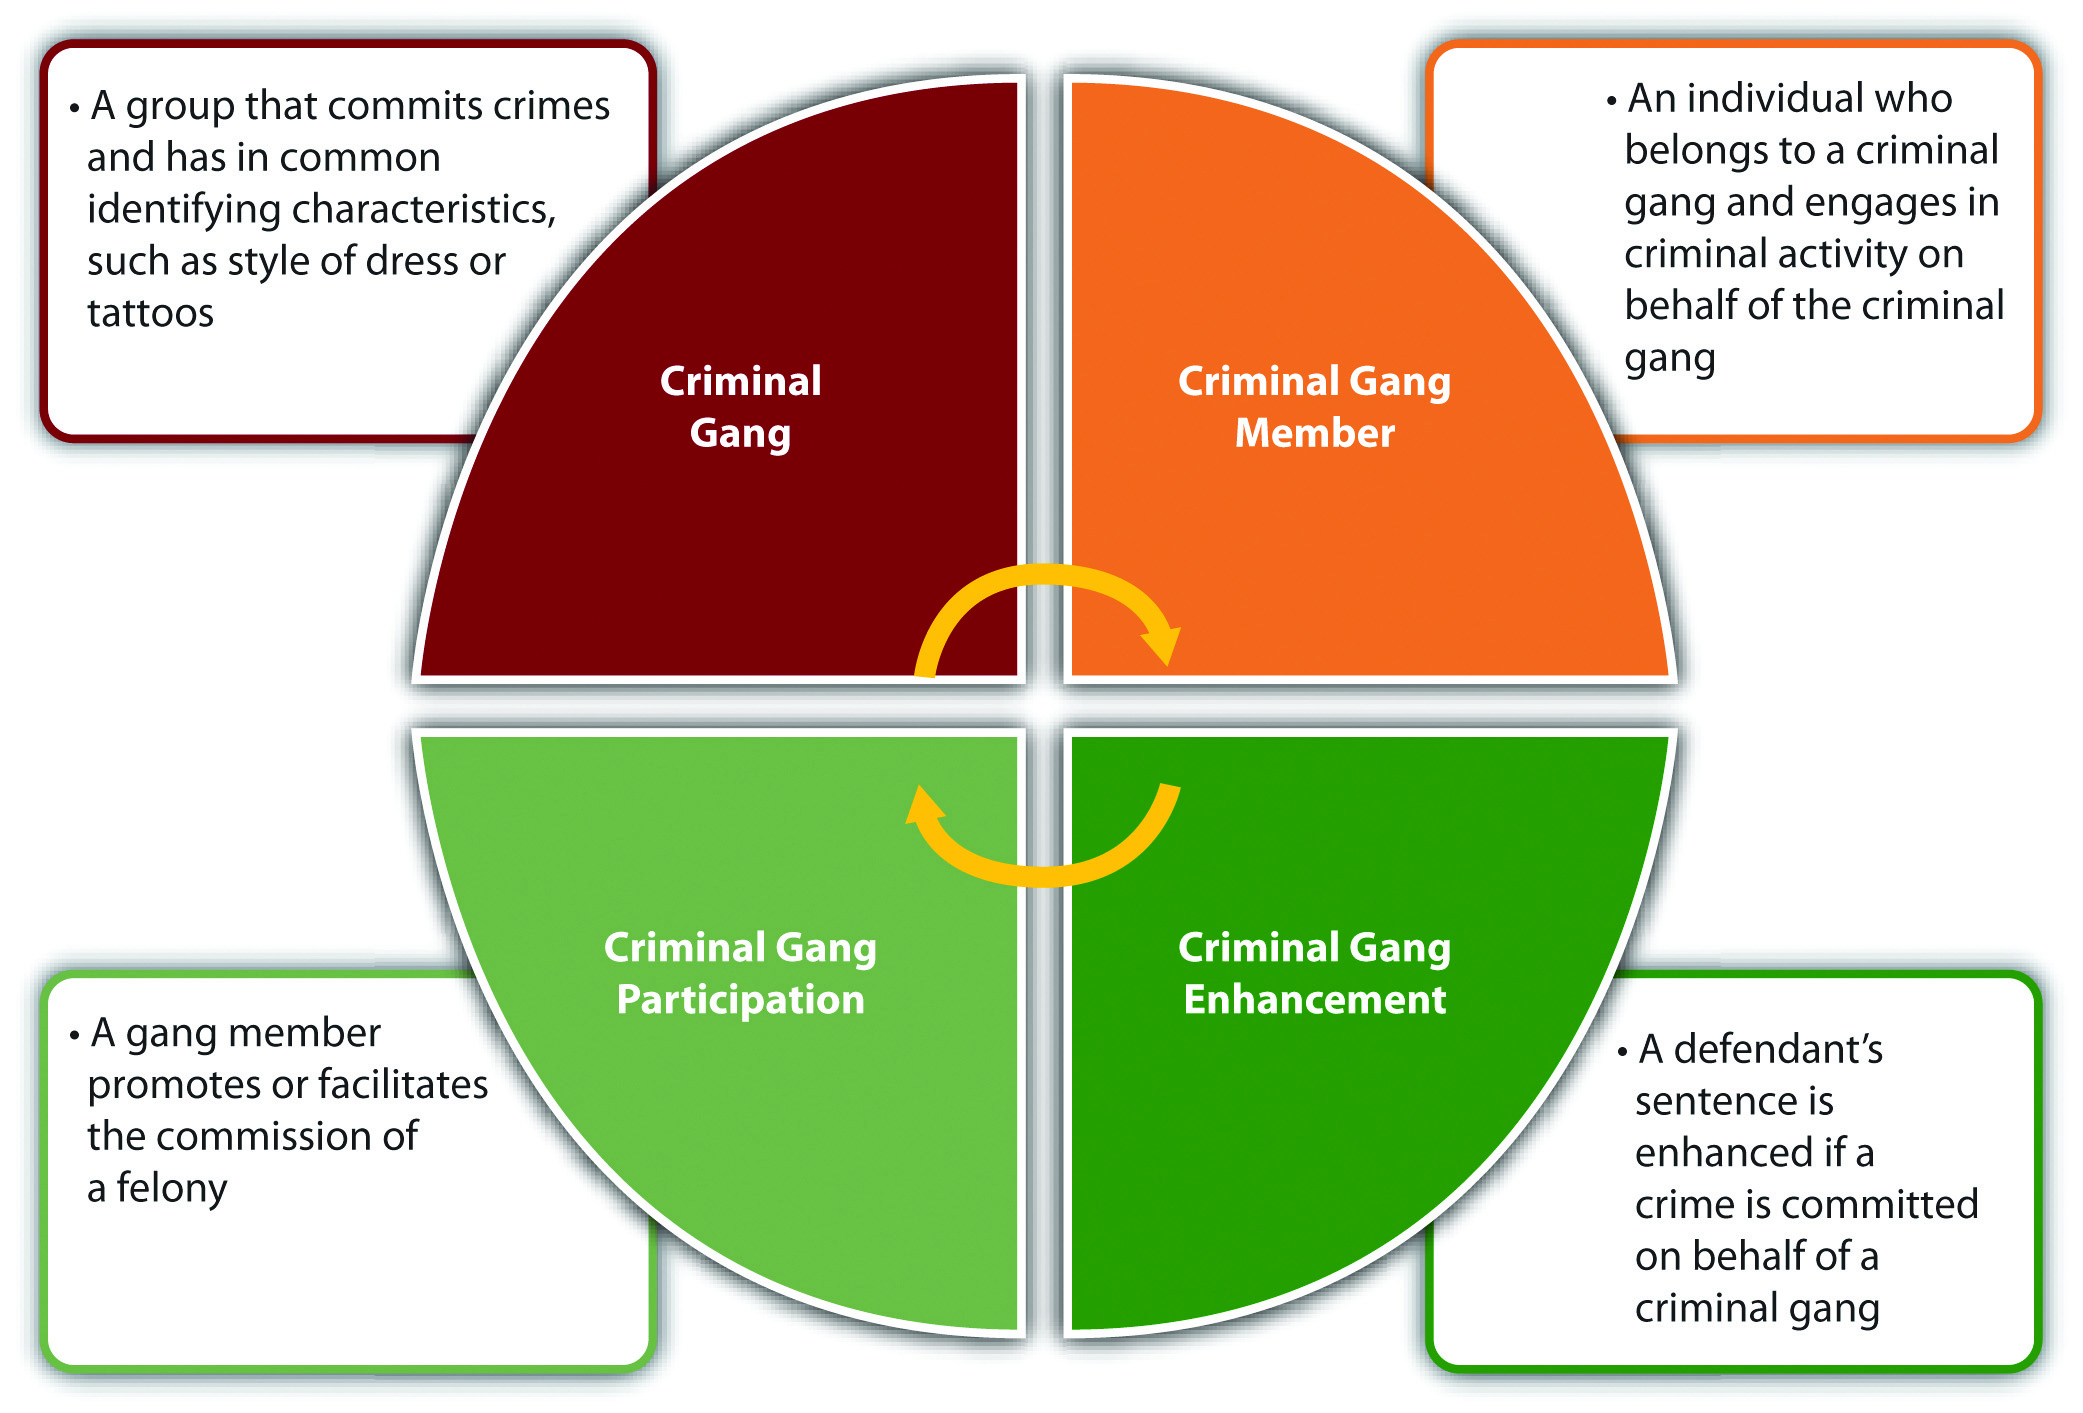 • A group that commits crimes
and has in common
identifying characteristics,
such as style of dress or
tattoos
Criminal
Gang
• An individual who
belongs to a criminal
gang and engages in
criminal activity on
behalf of the criminal
gang
Criminal Gang
Member
• A gang member
promotes or facilitates
the commission of
a felony
Criminal Gang
Participation
Criminal Gang
Enhancement
• A defendant’s
sentence is
enhanced if a
crime is committed
on behalf of a
criminal gang